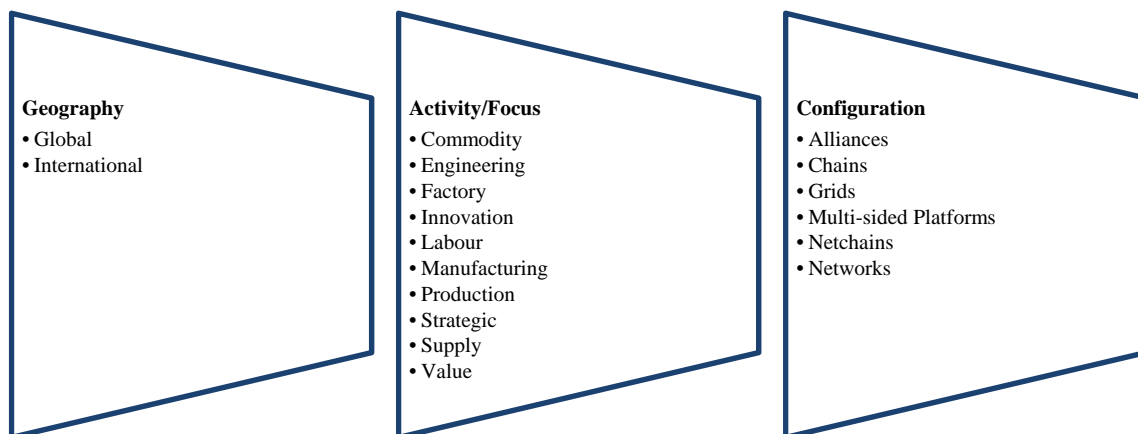 Geography
• Global
• International
Activity/Focus
• Commodity
• Engineering
• Factory
• Innovation
• Labour
• Manufacturing
• Production
• Strategic
• Supply
• Value
Configuration
• Alliances
• Chains
• Grids
• Multi-sided Platforms
• Netchains
• Networks